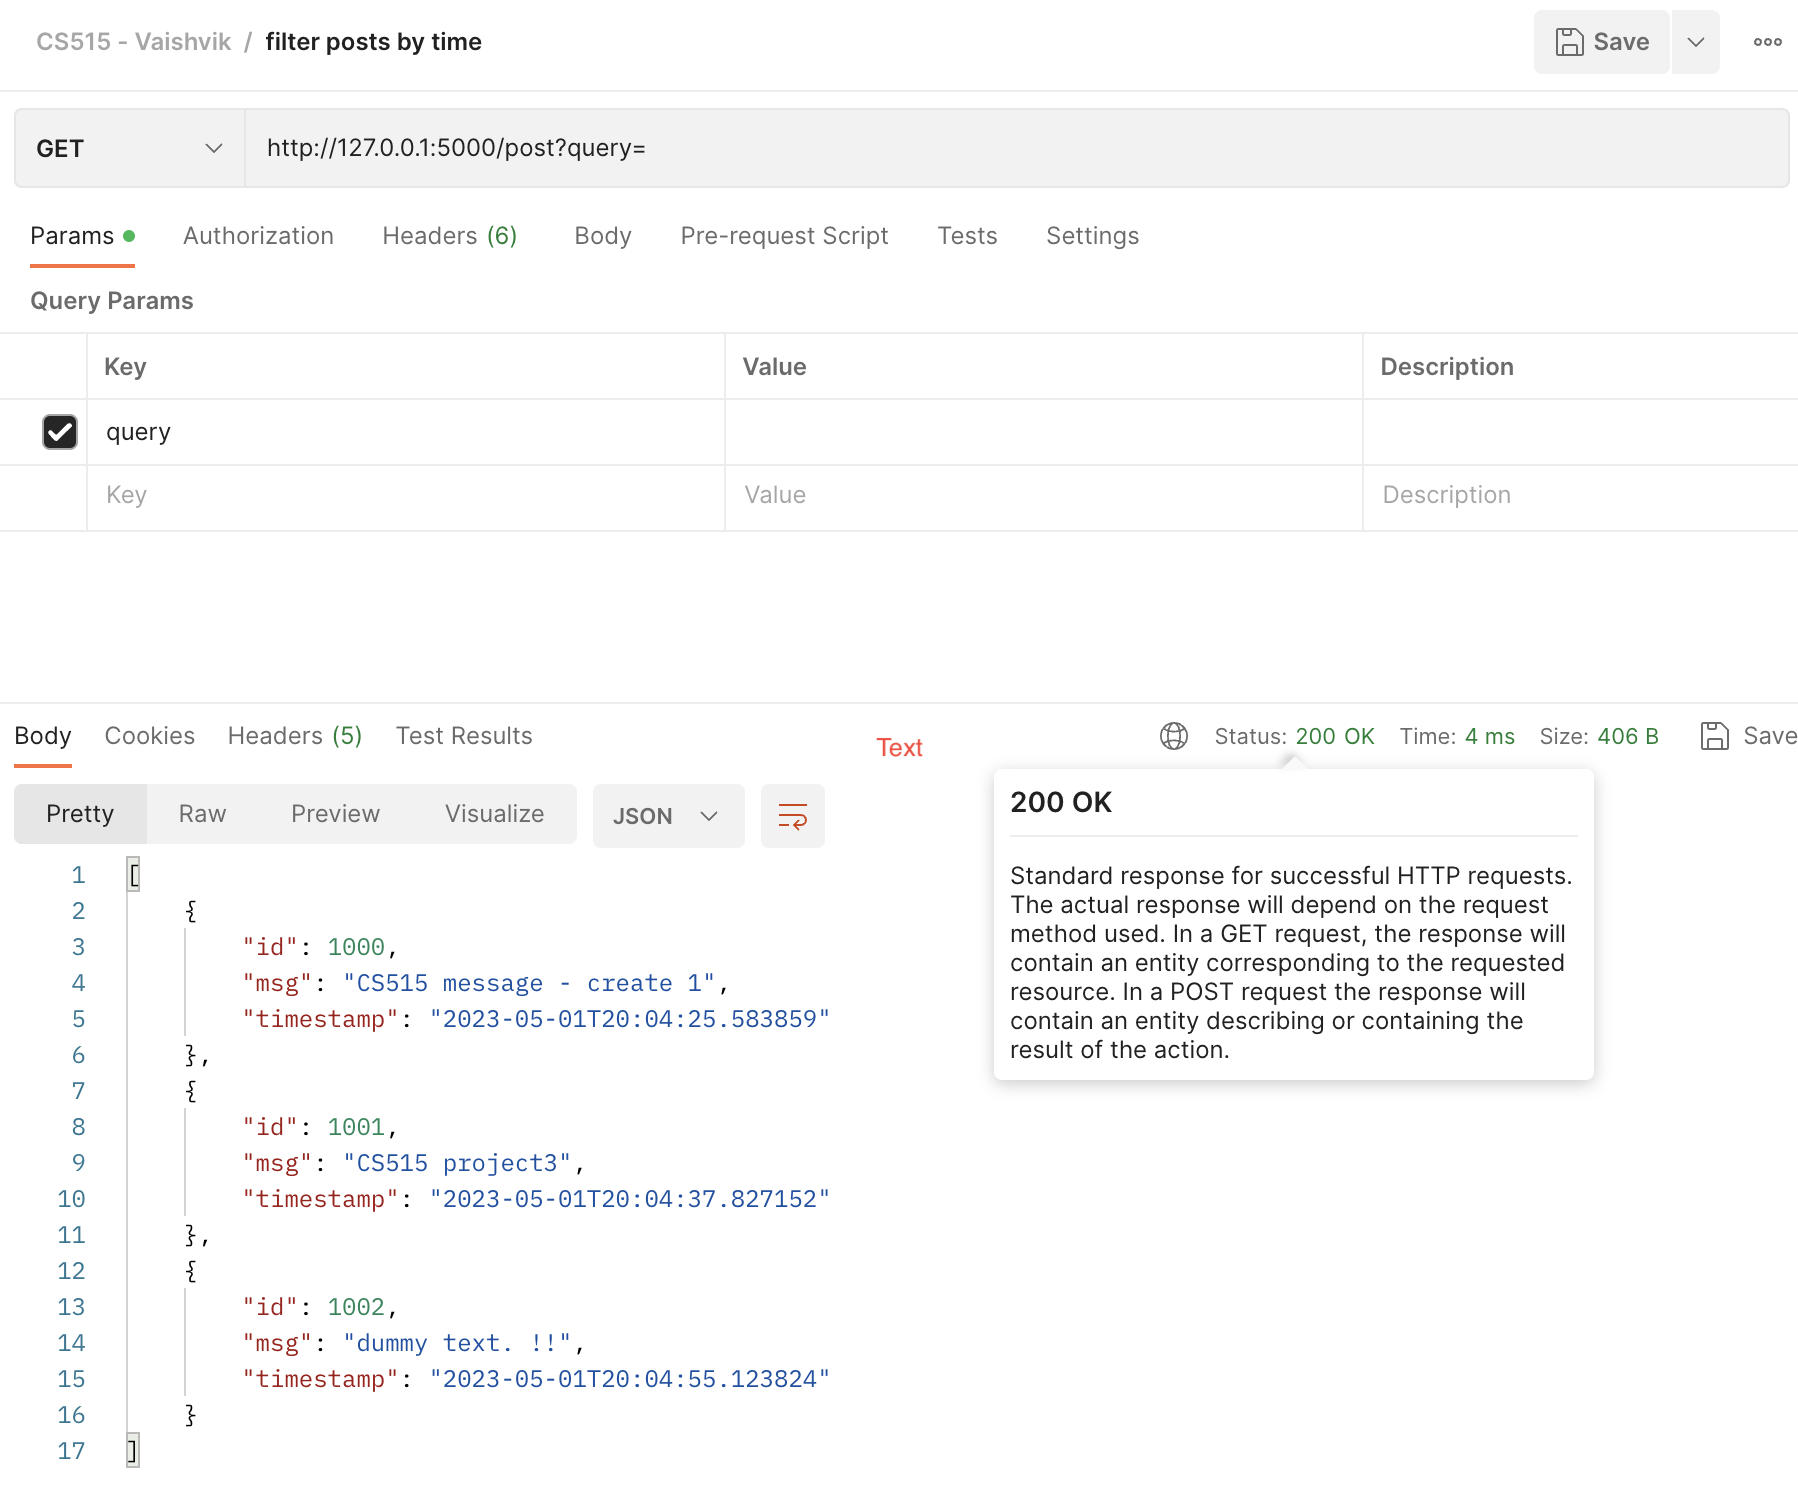 CS515 - Vaishvik / filter posts by time
Save
GET http://127.0.0.1:5000/post?query=
Params Authorization Headers (6) Body Pre-request Script Tests Settings
Query Params
Key Value Description
query
Key Value Description
Body Cookies Headers (5) Test Results
Text
Status: 200 OK Time: 4 ms Size: 406 B Save
Pretty Raw Preview Visualize JSON
200 OK
Standard response for successful HTTP requests.
The actual response will depend on the request
method used. In a GET request, the response will
contain an entity corresponding to the requested
resource. In a POST request the response will
contain an entity describing or containing the
result of the action.
1 [
2 {
3 "id": 1000,
4 "msg": "CS515 message - create 1",
5 "timestamp": "2023-05-01T20:04:25.583859"
6 },
7 {
8 "id": 1001,
9 "msg": "CS515 project3",
10 "timestamp": "2023-05-01T20:04:37.827152"
11 },
12 {
13 "id": 1002,
14 "msg": "dummy text. !!",
15 "timestamp": "2023-05-01T20:04:55.123824"
16 }
17 ]